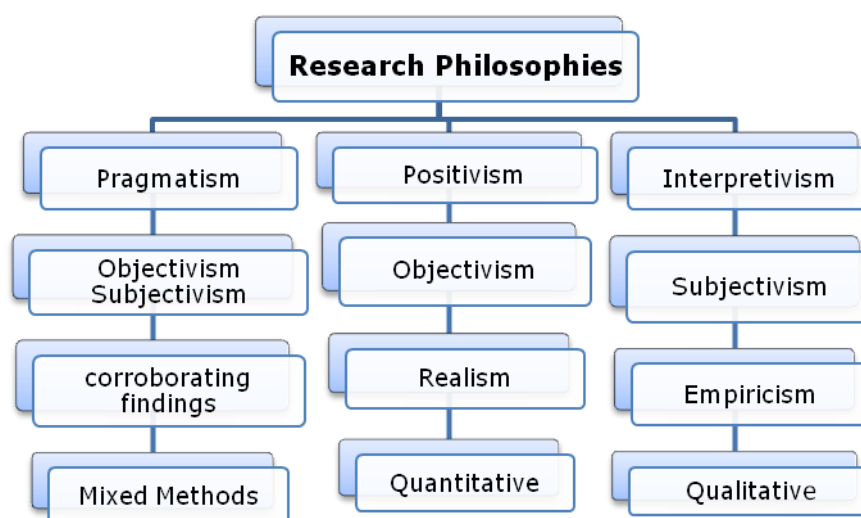 Research Philosophies
Pragmatism
Positivism
Interpretivism
Objectivism
Subjectivism
Objectivism
Subjectivism
corroborating
findings
Realism
Empiricism
Mixed Methods
Quantitative
Qualitative